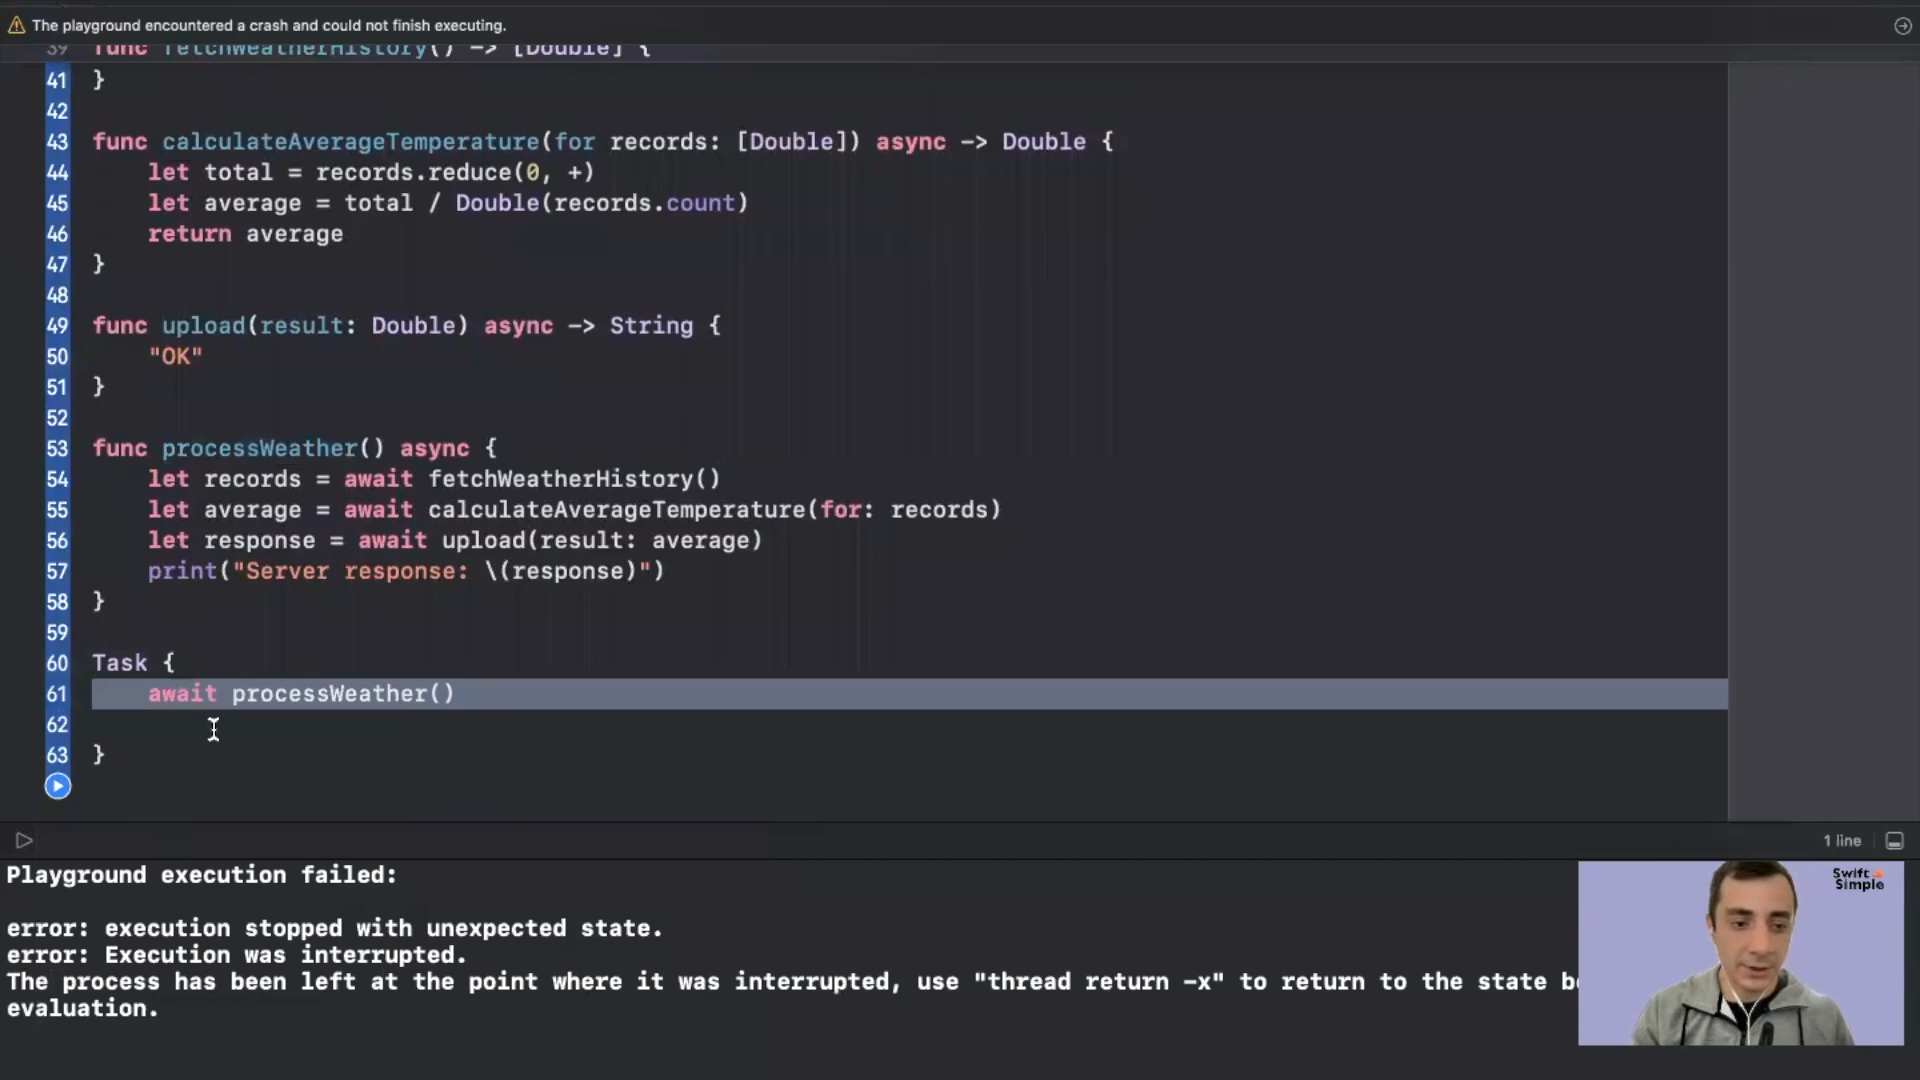 The playground encountered a crash and could not finish executing.
39 func fetchWeatherHistory() -> [Double] {
41 }
42
43 func calculateAverageTemperature(for records: [Double]) async -> Double {
44     let total = records.reduce(0, +)
45     let average = total / Double(records.count)
46     return average
47 }
48
49 func upload(result: Double) async -> String {
50     "OK"
51 }
52
53 func processWeather() async {
54     let records = await fetchWeatherHistory()
55     let average = await calculateAverageTemperature(for: records)
56     let response = await upload(result: average)
57     print("Server response: \(response)")
58 }
59
60 Task {
61     await processWeather()
62
63 }
1 line
Playground execution failed:
error: execution stopped with unexpected state.
error: Execution was interrupted.
The process has been left at the point where it was interrupted, use "thread return -x" to return to the state
evaluation.
Swift
Simple